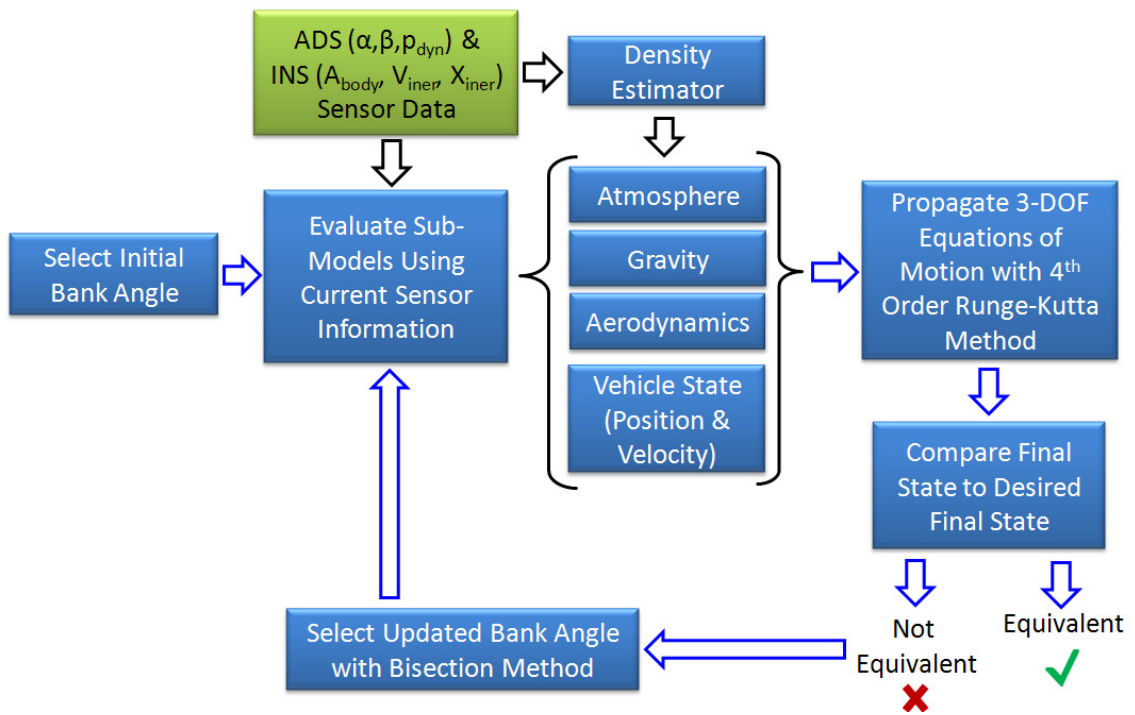 ADS (α,β,p_dyn) &
INS (A_body, V_iner, X_iner)
Sensor Data
Density
Estimator
Select Initial
Bank Angle
Evaluate Sub-
Models Using
Current Sensor
Information
Atmosphere
Gravity
Aerodynamics
Vehicle State
(Position &
Velocity)
Propagate 3-DOF
Equations of
Motion with 4th
Order Runge-Kutta
Method
Compare Final
State to Desired
Final State
Not
Equivalent
Equivalent
Select Updated Bank Angle
with Bisection Method